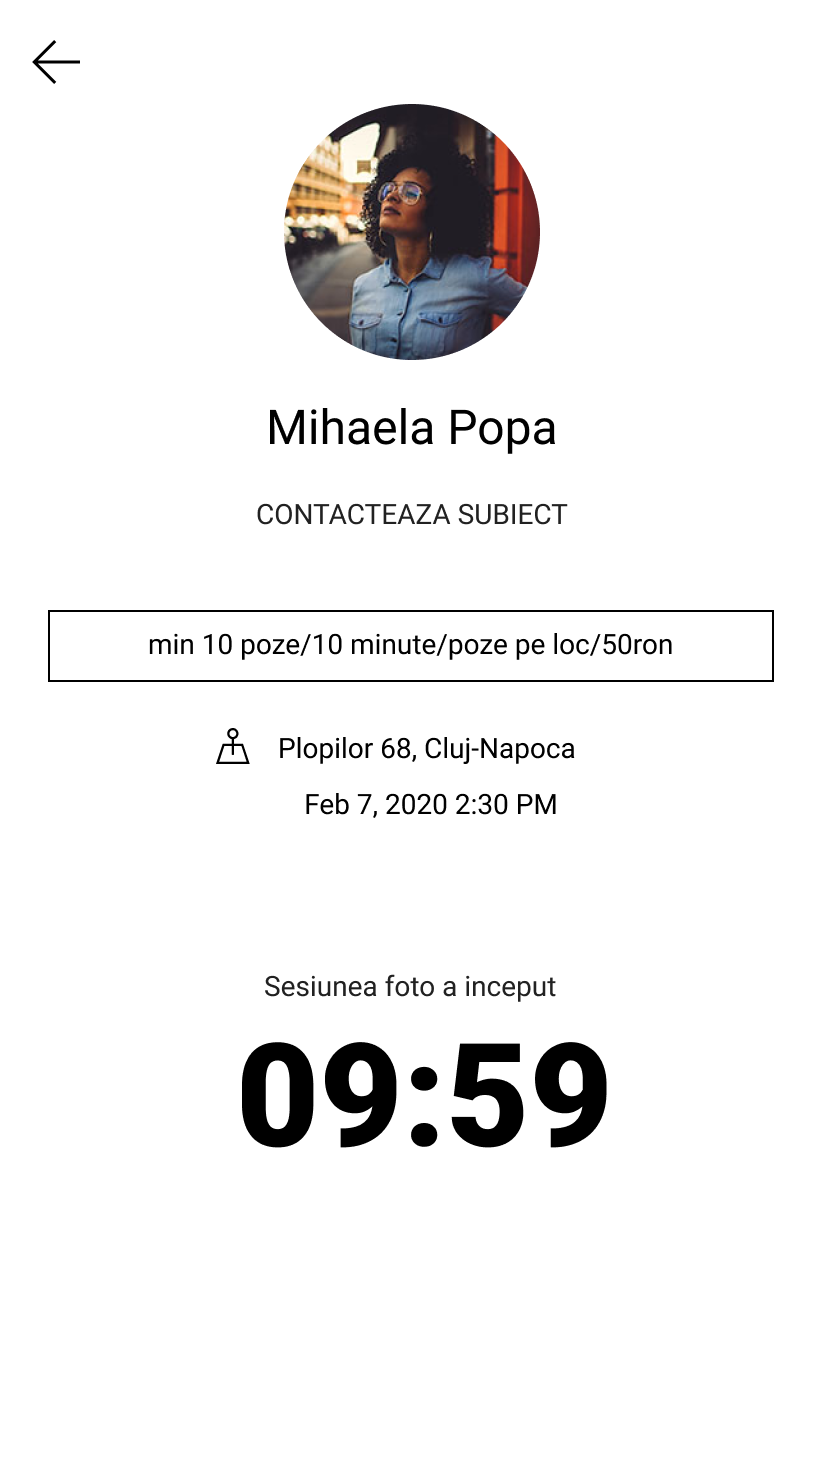 Mihaela Popa
CONTACTEAZA SUBIECT
min 10 poze/10 minute/poze pe loc/50ron
Plopilor 68, Cluj-Napoca
Feb 7, 2020 2:30 PM
Sesiunea foto a inceput
09:59